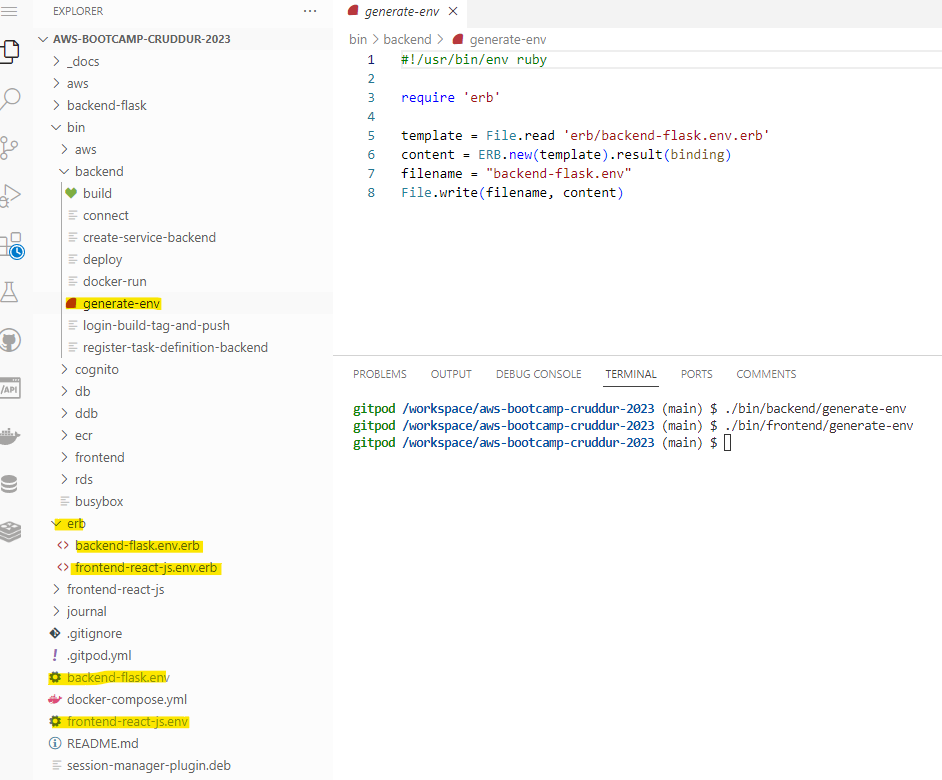 EXPLORER
AWS-BOOTCAMP-CRUDDUR-2023
_docs
aws
backend-flask
bin
aws
backend
build
connect
create-service-backend
deploy
docker-run
generate-env
login-build-tag-and-push
register-task-definition-backend
cognito
db
ddb
ecr
frontend
rds
busybox
erb
backend-flask.env.erb
frontend-react-js.env.erb
frontend-react-js
journal
.gitignore
.gitpod.yml
backend-flask.env
docker-compose.yml
frontend-react-js.env
README.md
session-manager-plugin.deb
/API
generate-env
bin > backend > generate-env
1 #!/usr/bin/env ruby
2
3 require 'erb'
4
5 template = File.read 'erb/backend-flask.env.erb'
6 content = ERB.new(template).result(binding)
7 filename = "backend-flask.env"
8 File.write(filename, content)
PROBLEMS OUTPUT DEBUG CONSOLE TERMINAL PORTS COMMENTS
gitpod /workspace/aws-bootcamp-cruddur-2023 (main) $ ./bin/backend/generate-env
gitpod /workspace/aws-bootcamp-cruddur-2023 (main) $ ./bin/frontend/generate-env
gitpod /workspace/aws-bootcamp-cruddur-2023 (main) $